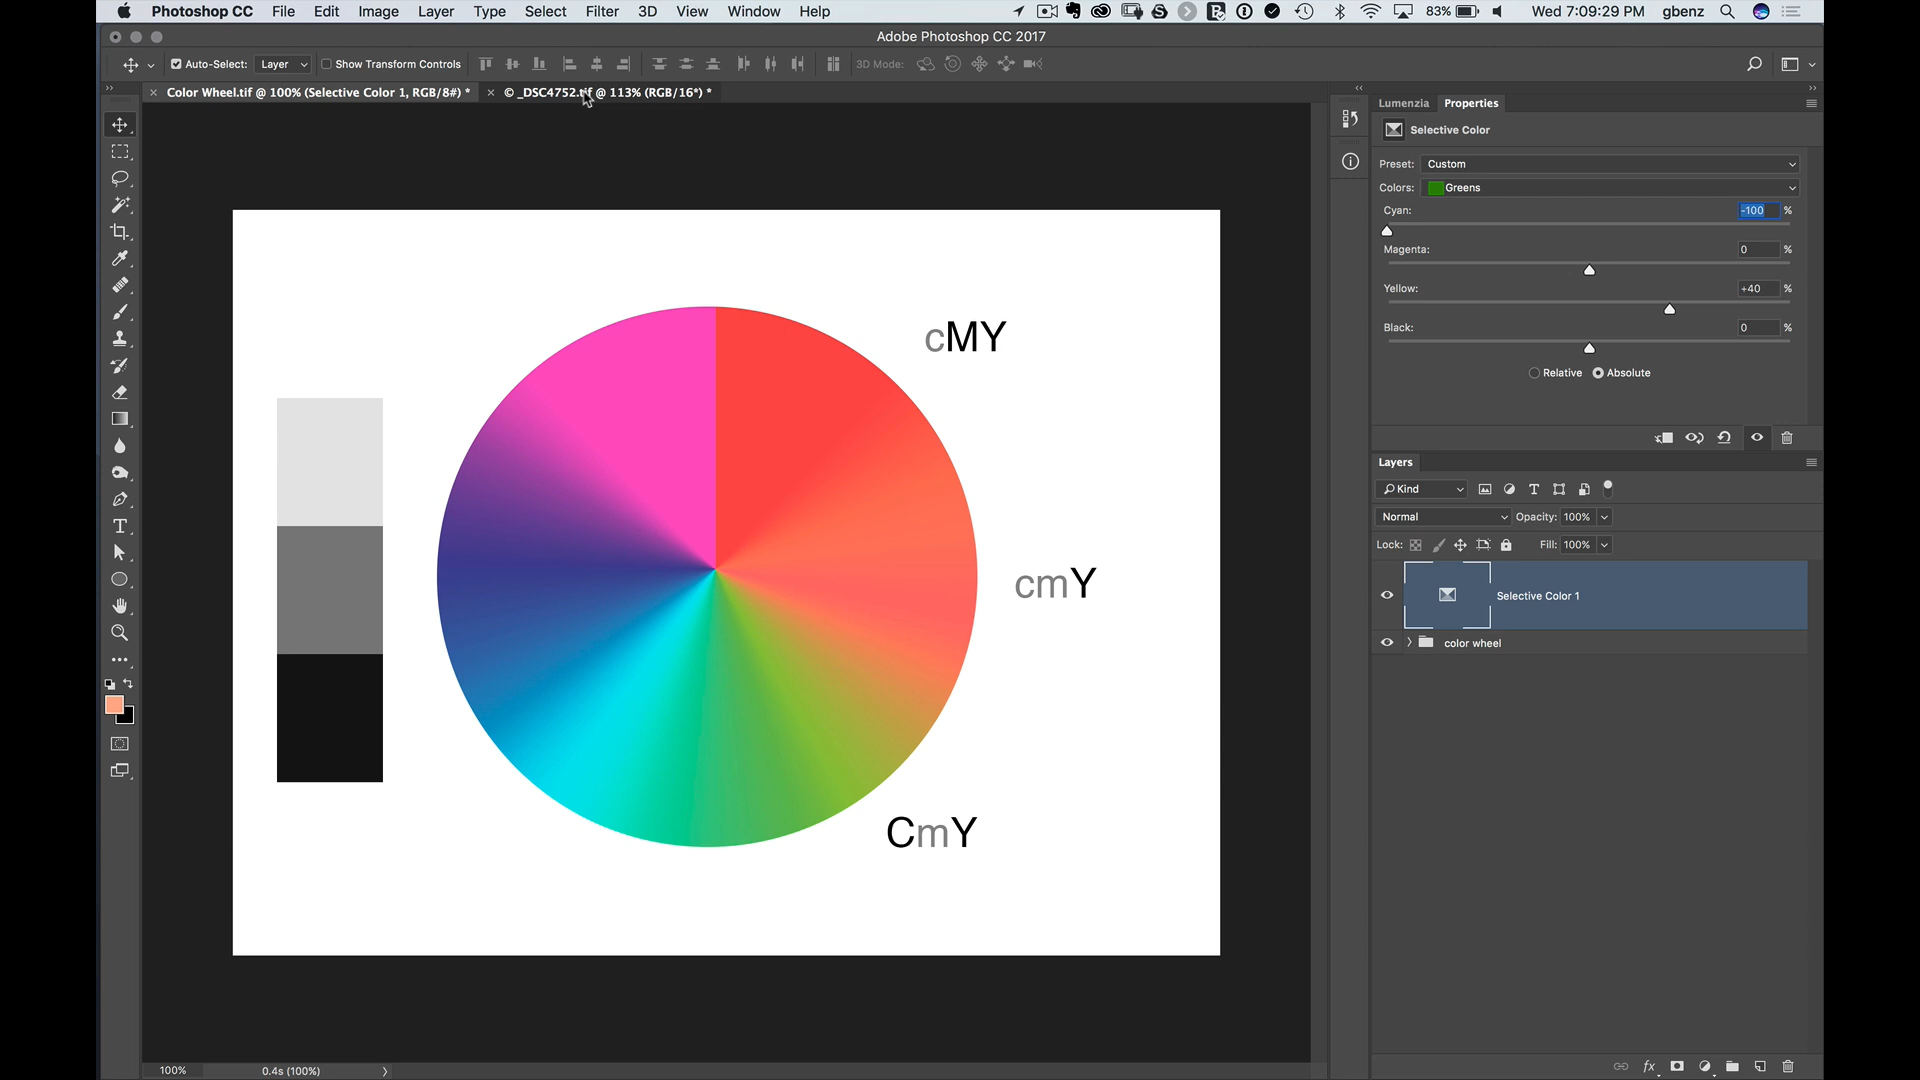 Photoshop CC File Edit Image Layer Type Select Filter 3D View Window Help 83% Wed 7:09:29 PM gbenz
Adobe Photoshop CC 2017
Auto-Select: Layer Show Transform Controls 3D Mode:
Color Wheel.tif @ 100% (Selective Color 1, RGB/8#) * © _DSC4752.tif @ 113% (RGB/16*) *
Lumenzia Properties
Selective Color
Preset: Custom
Colors: Greens
Cyan: -100 %
Magenta: 0 %
Yellow: +40 %
Black: 0 %
Relative Absolute
cMY
cmY
CmY
Layers
Kind
Normal Opacity: 100%
Lock: Fill: 100%
Selective Color 1
color wheel
100% 0.4s (100%)